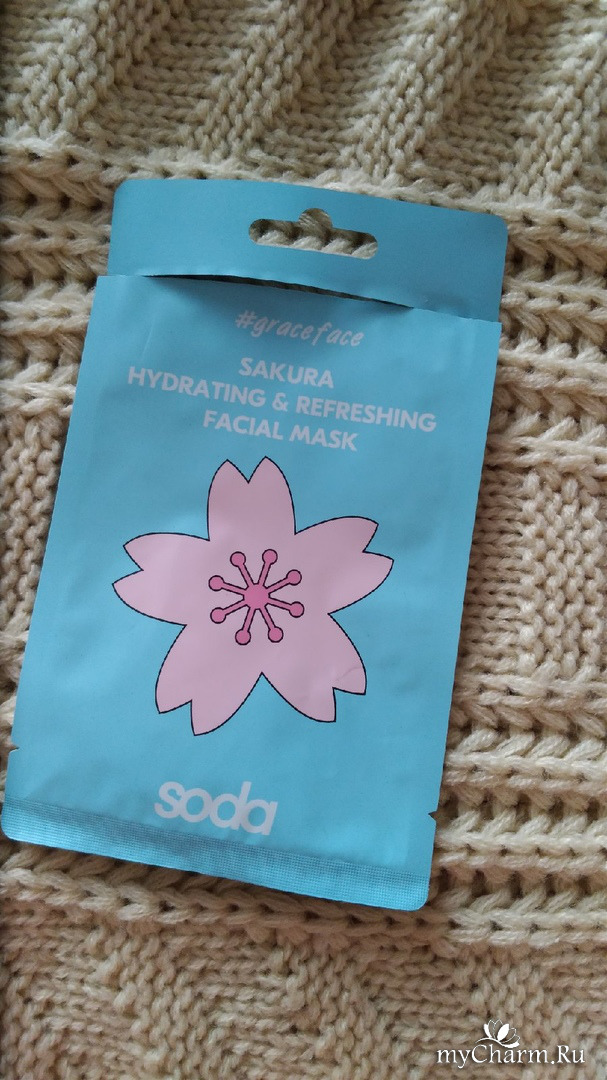 #graceface
SAKURA
HYDRATING & REFRESHING
FACIAL MASK
soda
myCharm.Ru